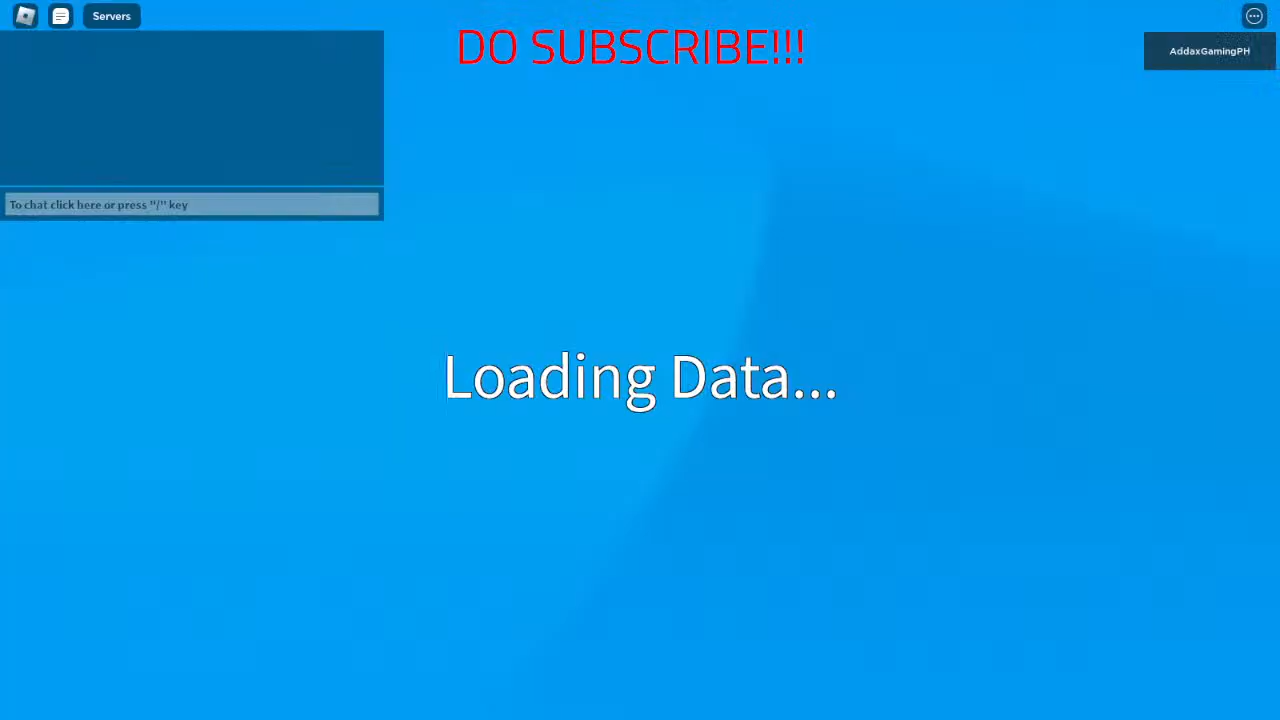 Servers
DO SUBSCRIBE!!!
AddaxGamingPH
To chat click here or press "/" key
Loading Data...